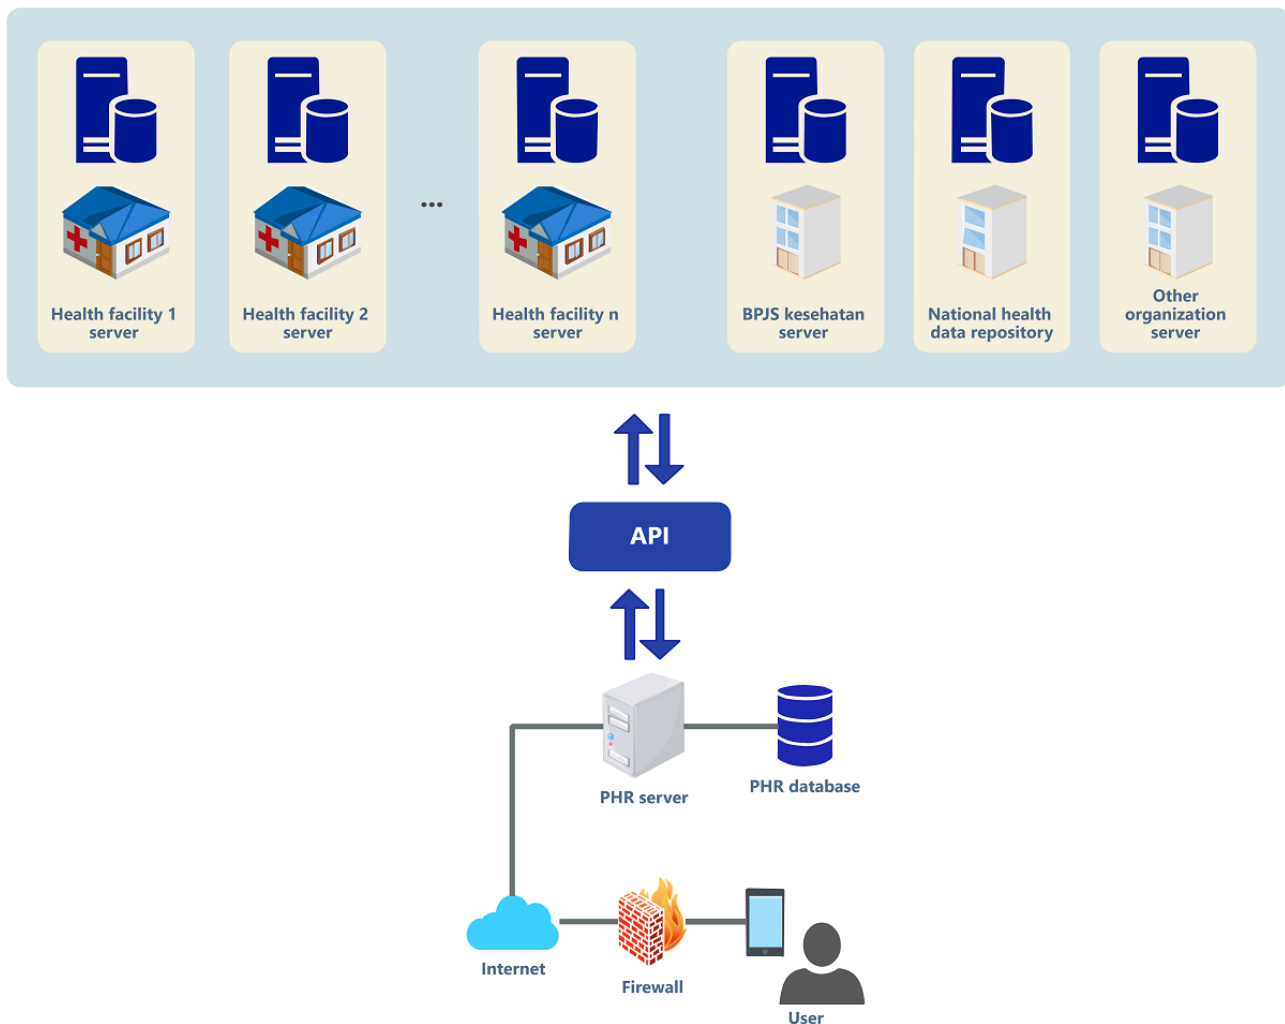 Health facility 1
server
Health facility 2
server
...
Health facility n
server
BPJS kesehatan
server
National health
data repository
Other
organization
server
API
PHR server
PHR database
Internet
Firewall
User